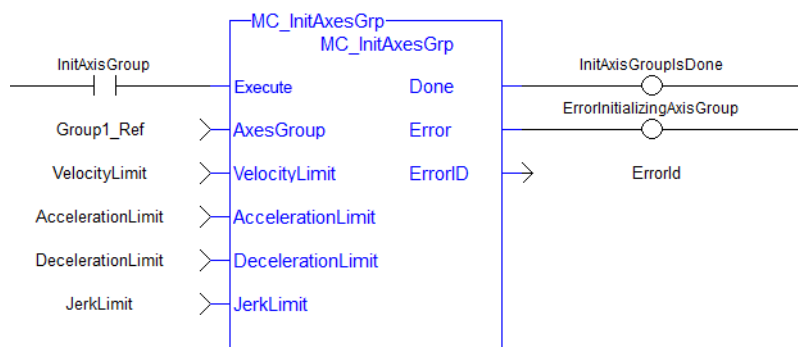 MC_InitAxesGrp
MC_InitAxesGrp
InitAxisGroup
InitAxisGroupIsDone
Execute
Done
ErrorInitializingAxisGroup
Group1_Ref
AxesGroup
Error
VelocityLimit
VelocityLimit
ErrorID
ErrorId
AccelerationLimit
AccelerationLimit
DecelerationLimit
DecelerationLimit
JerkLimit
JerkLimit